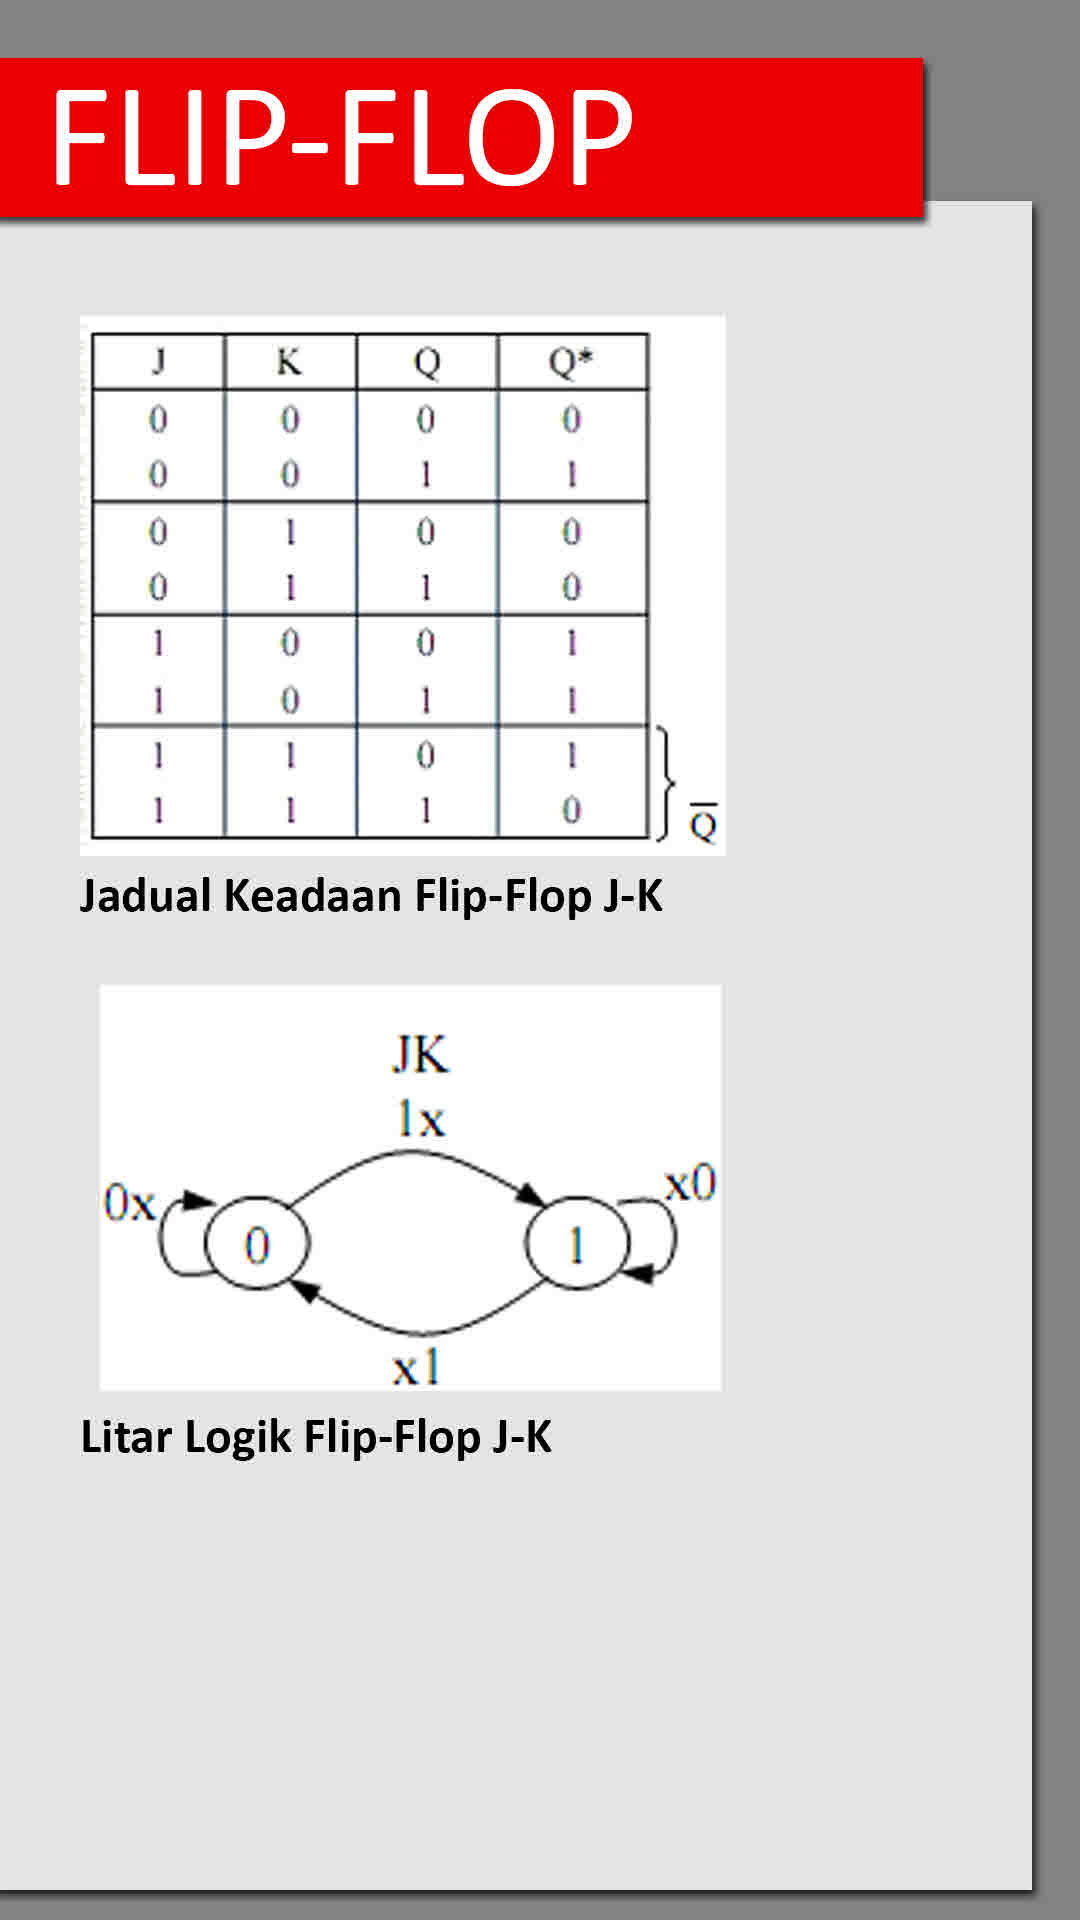 FLIP-FLOP
J K Q Q*
0 0 0 0
0 0 1 1
0 1 0 0
0 1 1 0
1 0 0 1
1 0 1 1
1 1 0 1
1 1 1 0
Q̅
Jadual Keadaan Flip-Flop J-K
JK
1x
0x
x0
0
1
x1
Litar Logik Flip-Flop J-K